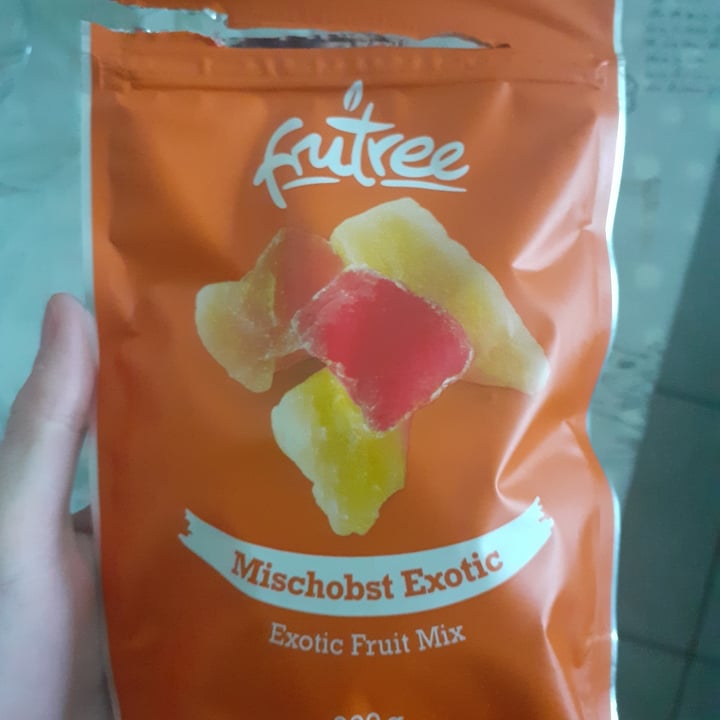 frutree
Mischobst Exotic
Exotic Fruit Mix